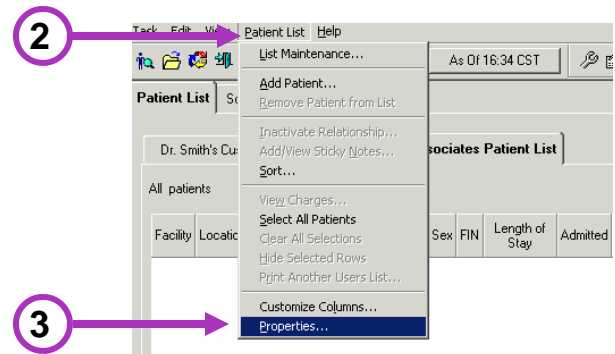 2
Task Edit View Patient List Help
List Maintenance...
As Of 16:34 CST
Add Patient...
Patient List
Remove Patient from List
Inactivate Relationship...
Dr. Smith's
Add/View Sticky Notes...
Patient List
Sort...
All patients
View Charges...
Select All Patients
Facility
Sex FIN Length of Stay Admitted
Clear All Selections
Hide Selected Rows
Print Another Users List...
Customize Columns...
3
Properties...